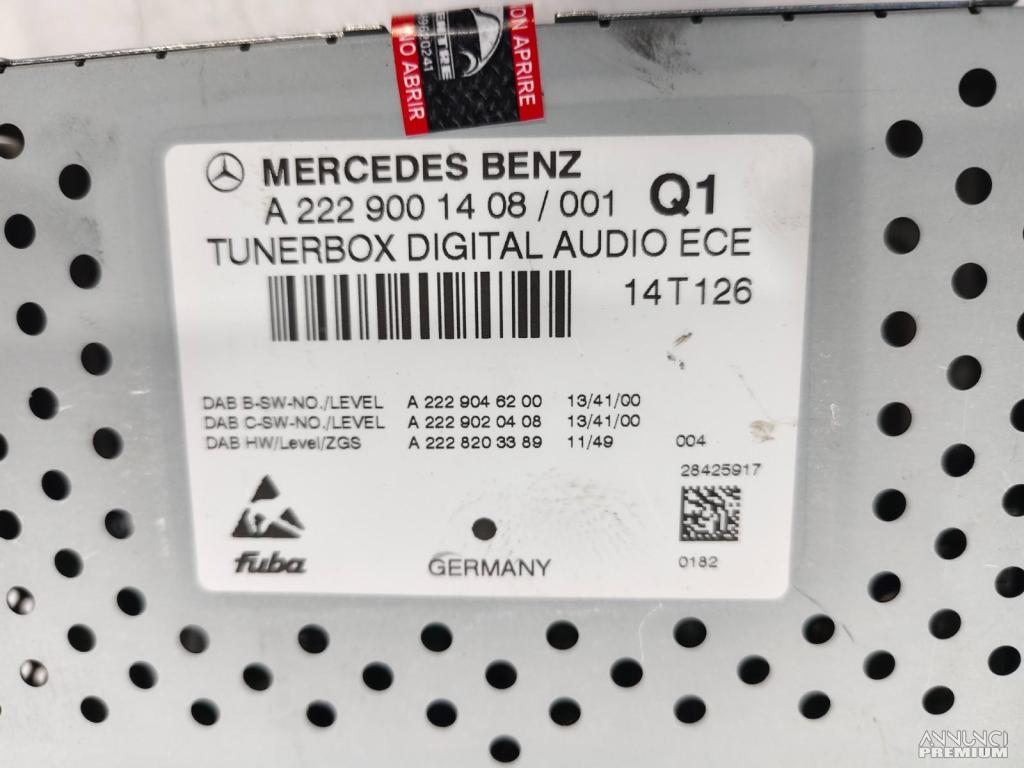 NO ABRIR
0241
NON APRIRE
MERCEDES BENZ
A 222 900 14 08 / 001 Q1
TUNERBOX DIGITAL AUDIO ECE
14T126
DAB B-SW-NO./LEVEL A 222 904 62 00 13/41/00
DAB C-SW-NO./LEVEL A 222 902 04 08 13/41/00
DAB HW/Level/ZGS A 222 820 33 89 11/49 004
28425917
fuba
GERMANY
0182
ANNUNCI
PREMIUM